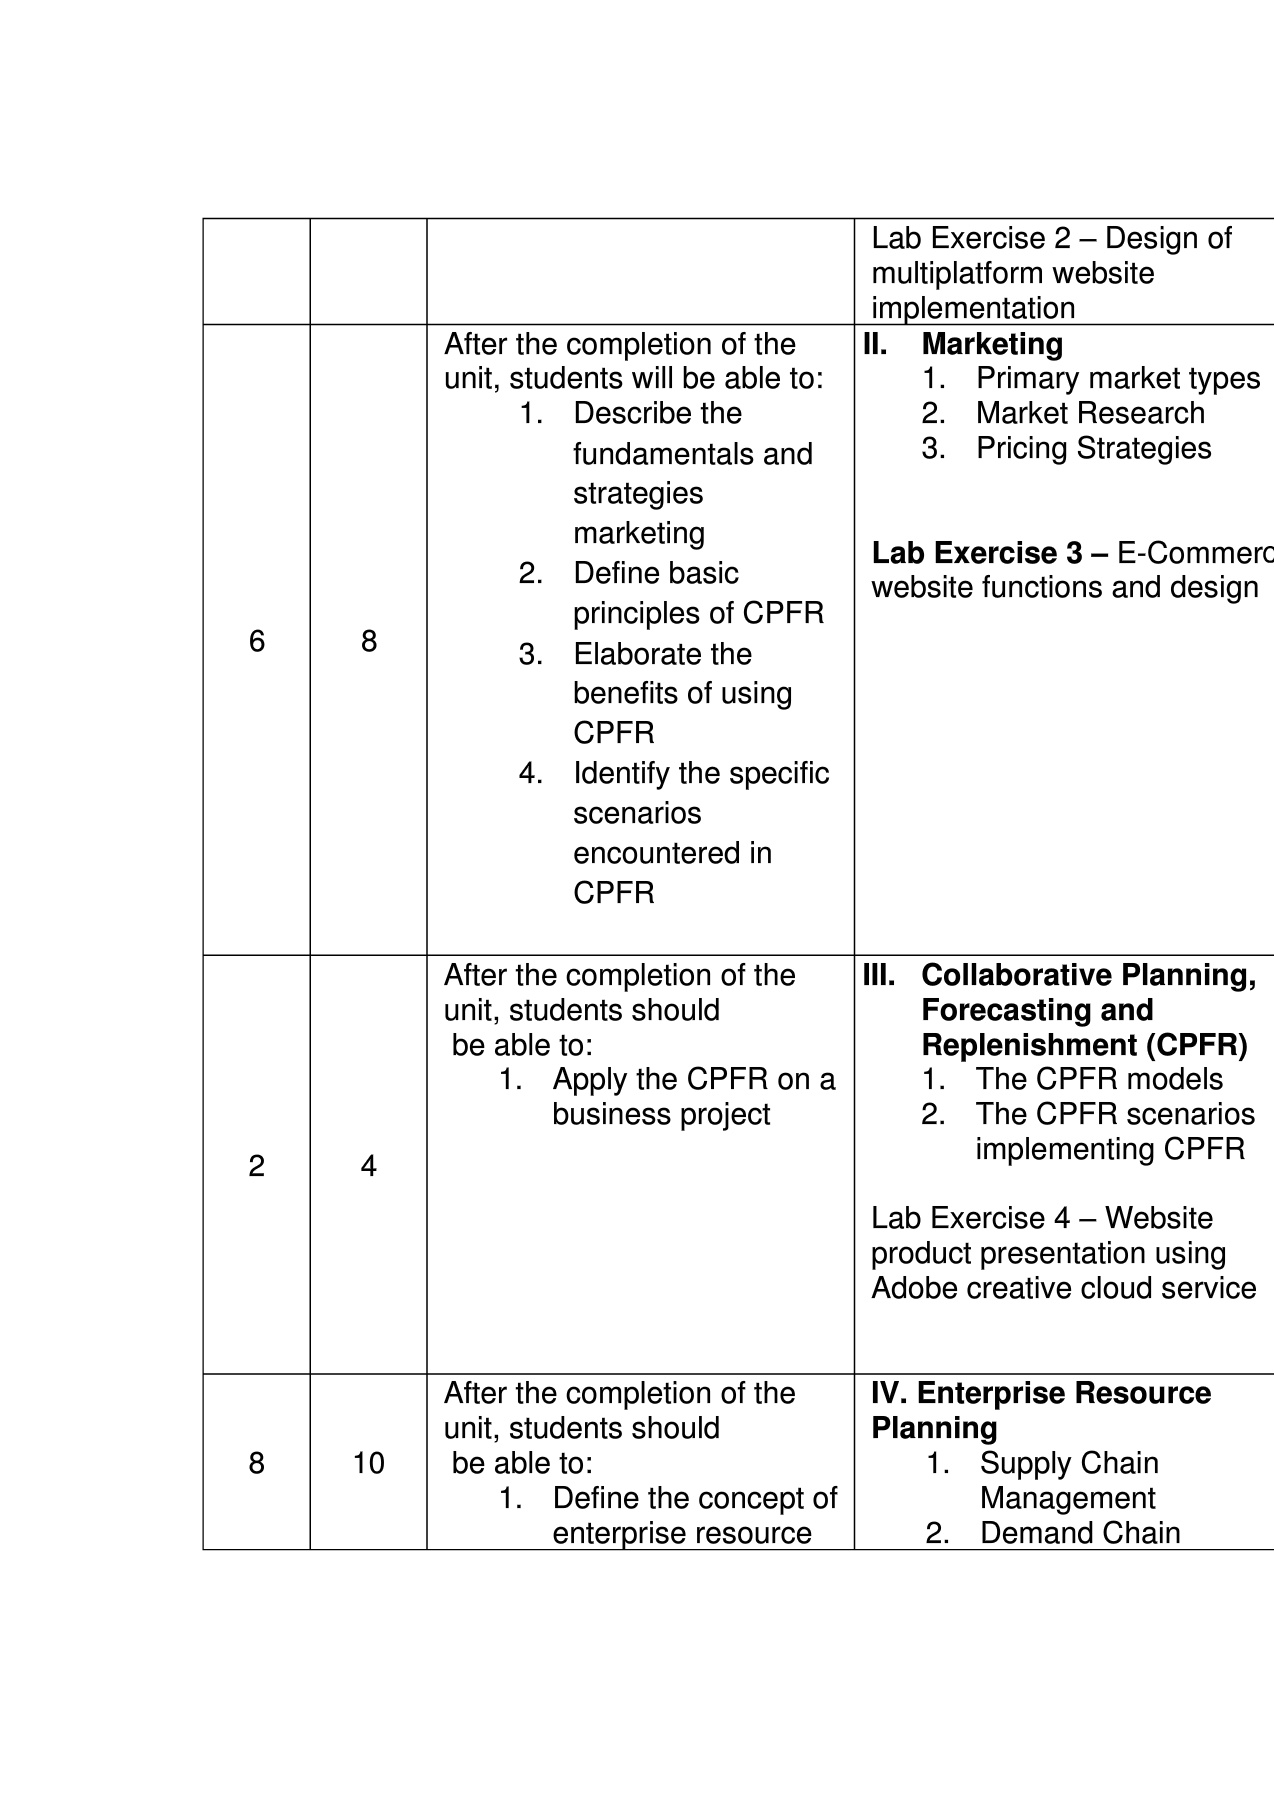 Lab Exercise 2 – Design of
multiplatform website
implementation
6
8
After the completion of the
unit, students will be able to:
1. Describe the
fundamentals and
strategies
marketing
2. Define basic
principles of CPFR
3. Elaborate the
benefits of using
CPFR
4. Identify the specific
scenarios
encountered in
CPFR
II. Marketing
1. Primary market types
2. Market Research
3. Pricing Strategies
Lab Exercise 3 – E-Commerc
website functions and design
2
4
After the completion of the
unit, students should
be able to:
1. Apply the CPFR on a
business project
III. Collaborative Planning,
Forecasting and
Replenishment (CPFR)
1. The CPFR models
2. The CPFR scenarios
implementing CPFR
Lab Exercise 4 – Website
product presentation using
Adobe creative cloud service
8
10
After the completion of the
unit, students should
be able to:
1. Define the concept of
enterprise resource
IV. Enterprise Resource
Planning
1. Supply Chain
Management
2. Demand Chain